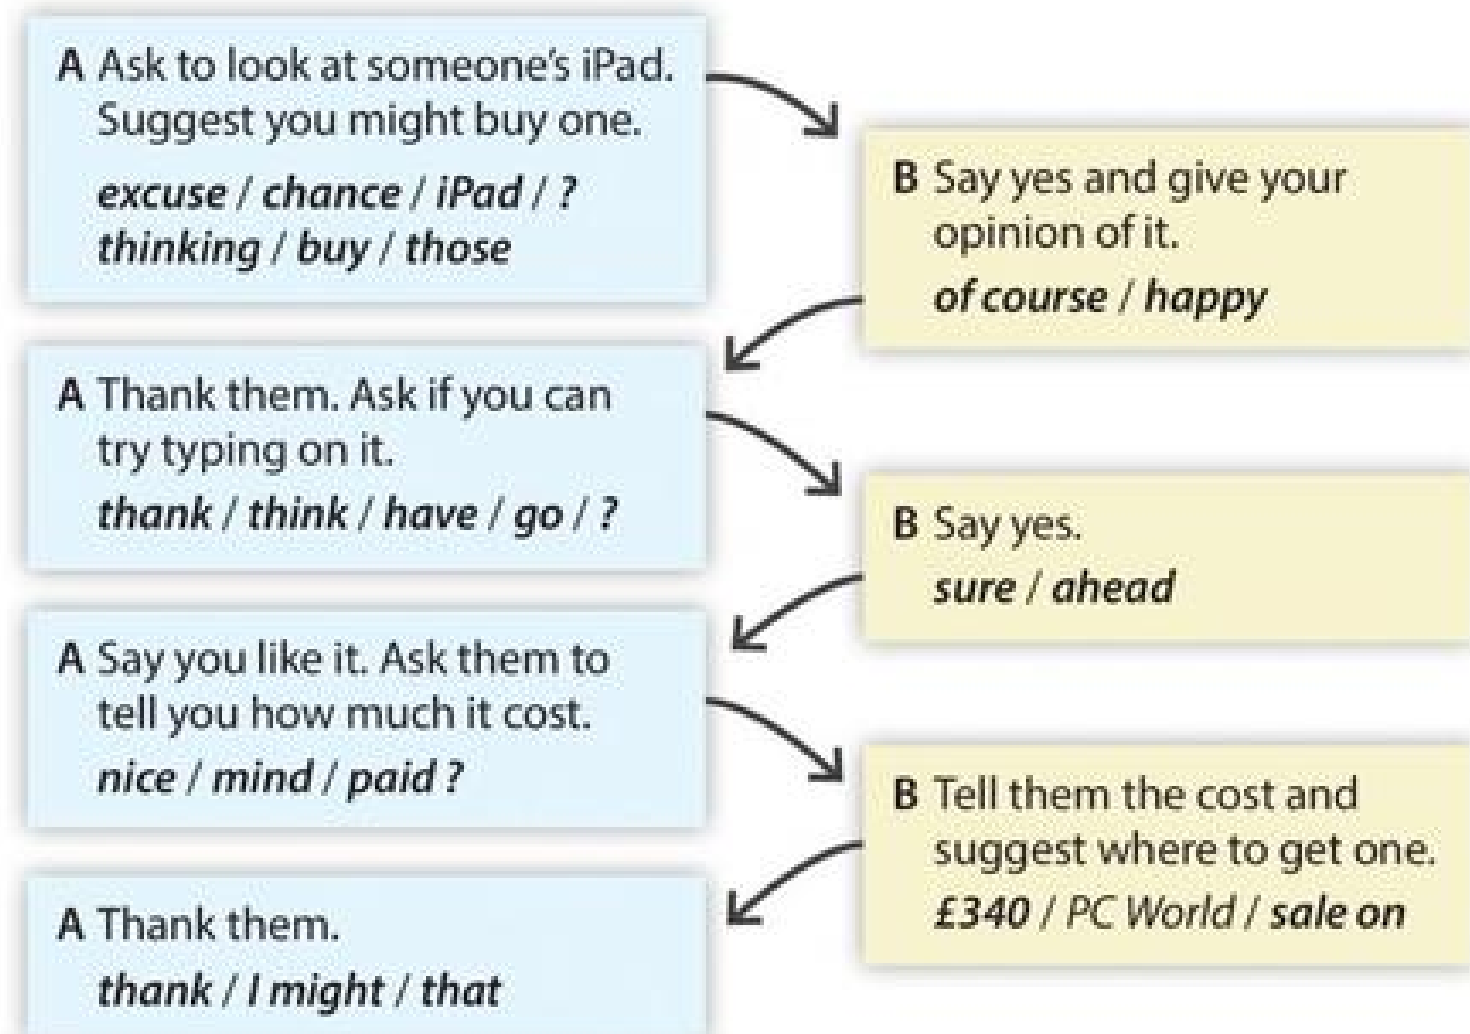 A Ask to look at someone's iPad.
Suggest you might buy one.
excuse / chance / iPad / ?
thinking / buy / those
B Say yes and give your
opinion of it.
of course / happy
A Thank them. Ask if you can
try typing on it.
thank / think / have / go / ?
B Say yes.
sure / ahead
A Say you like it. Ask them to
tell you how much it cost.
nice / mind / paid ?
B Tell them the cost and
suggest where to get one.
£340 / PC World / sale on
A Thank them.
thank / I might / that